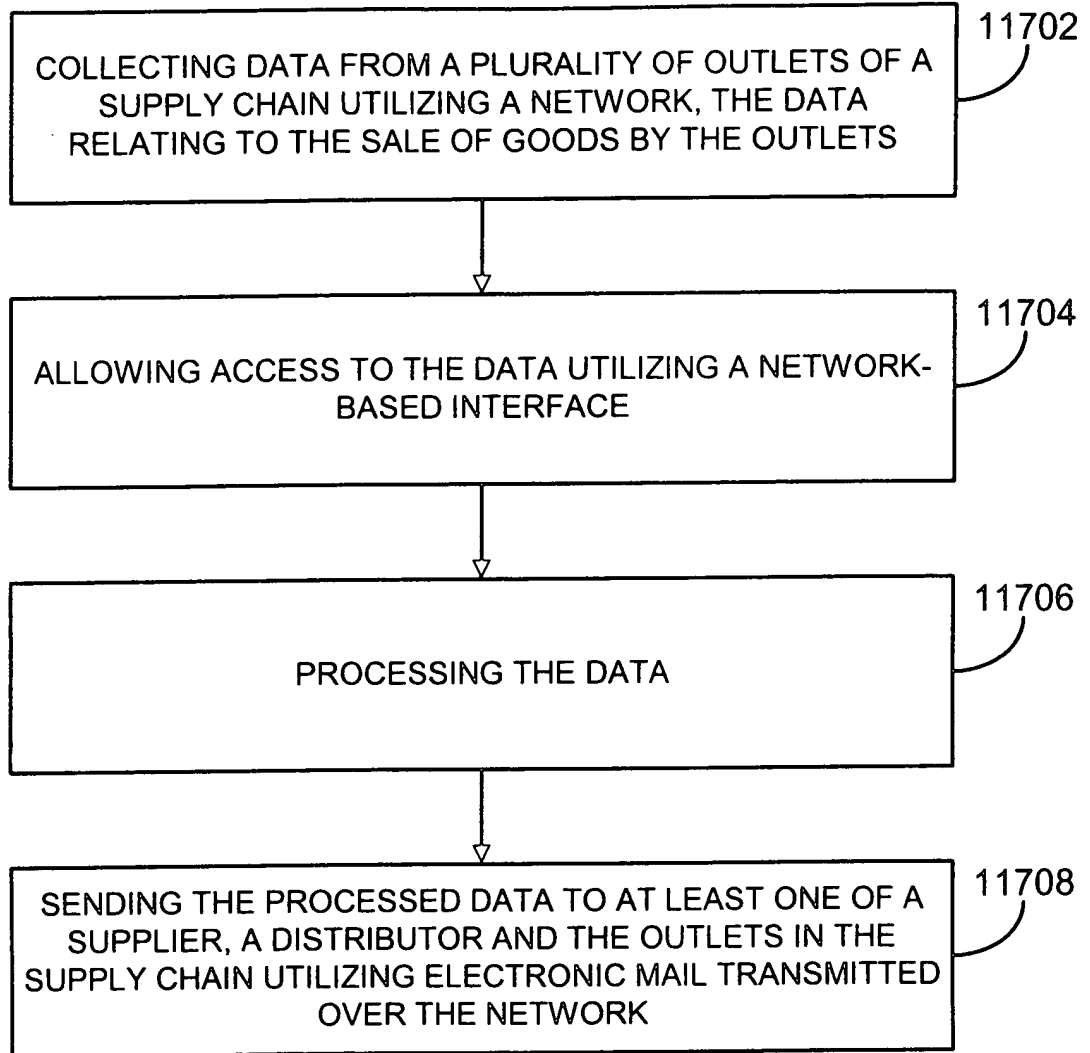 11702
COLLECTING DATA FROM A PLURALITY OF OUTLETS OF A
SUPPLY CHAIN UTILIZING A NETWORK, THE DATA
RELATING TO THE SALE OF GOODS BY THE OUTLETS
11704
ALLOWING ACCESS TO THE DATA UTILIZING A NETWORK-
BASED INTERFACE
11706
PROCESSING THE DATA
11708
SENDING THE PROCESSED DATA TO AT LEAST ONE OF A
SUPPLIER, A DISTRIBUTOR AND THE OUTLETS IN THE
SUPPLY CHAIN UTILIZING ELECTRONIC MAIL TRANSMITTED
OVER THE NETWORK